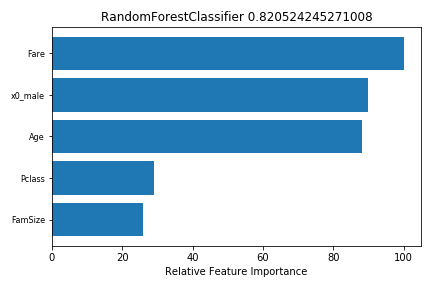 RandomForestClassifier 0.820524245271008
Fare
x0_male
Age
Pclass
FamSize
0 20 40 60 80 100
Relative Feature Importance